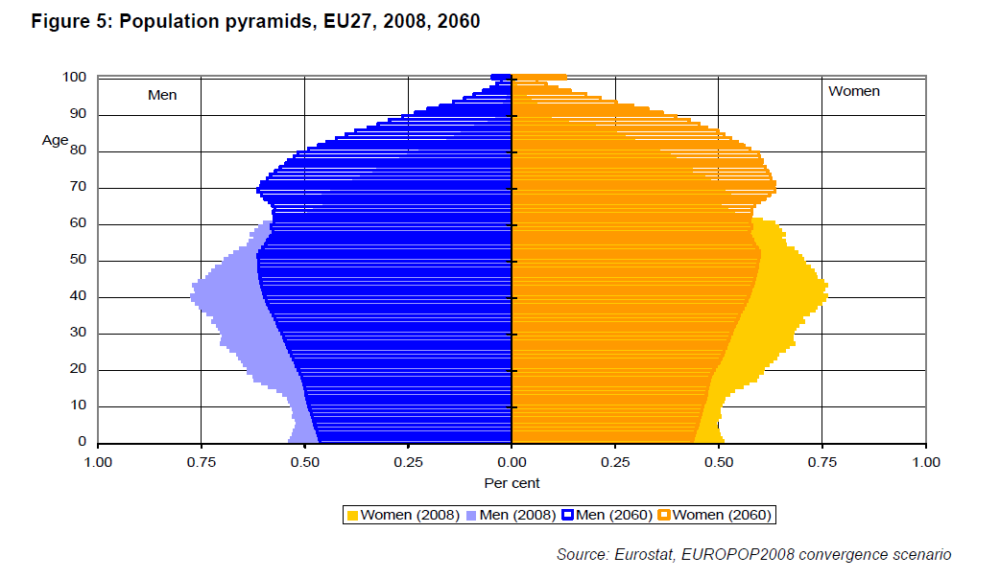 Figure 5: Population pyramids, EU27, 2008, 2060
100
Men
Women
90
Age
80
70
60
50
40
30
20
10
0
1.00 0.75 0.50 0.25 0.00 0.25 0.50 0.75 1.00
Per cent
Women (2008) Men (2008) Men (2060) Women (2060)
Source: Eurostat, EUROPOP2008 convergence scenario